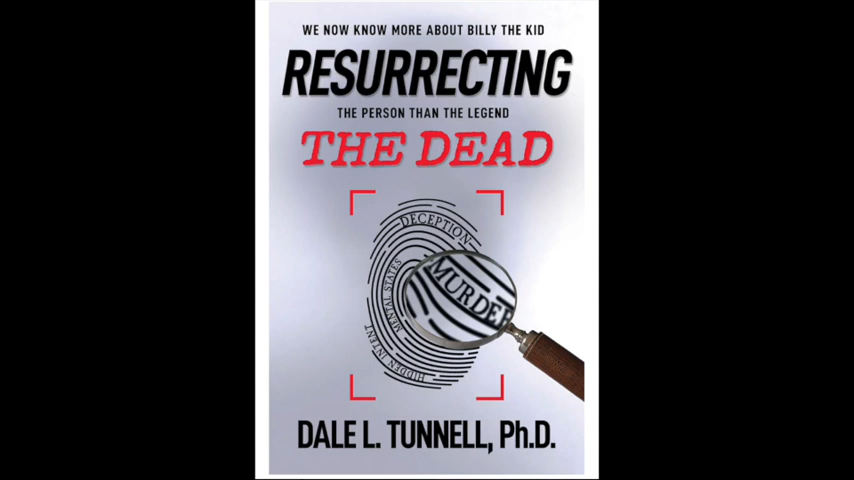 WE NOW KNOW MORE ABOUT BILLY THE KID
RESURRECTING
THE PERSON THAN THE LEGEND
THE DEAD
DECEPTION
MURDER
MENTAL STATES
HIDDEN INTENT
DALE L. TUNNELL, Ph.D.